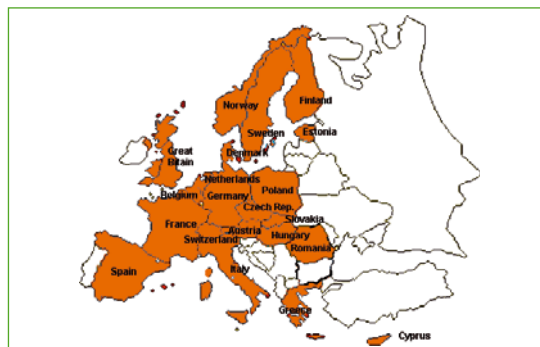 Norway
Finland
Sweden
Estonia
Great
Britain
Denmark
Netherlands
Belgium
Germany
Poland
Czech Rep.
Slovakia
France
Austria
Switzerland
Hungary
Romania
Spain
Italy
Greece
Cyprus